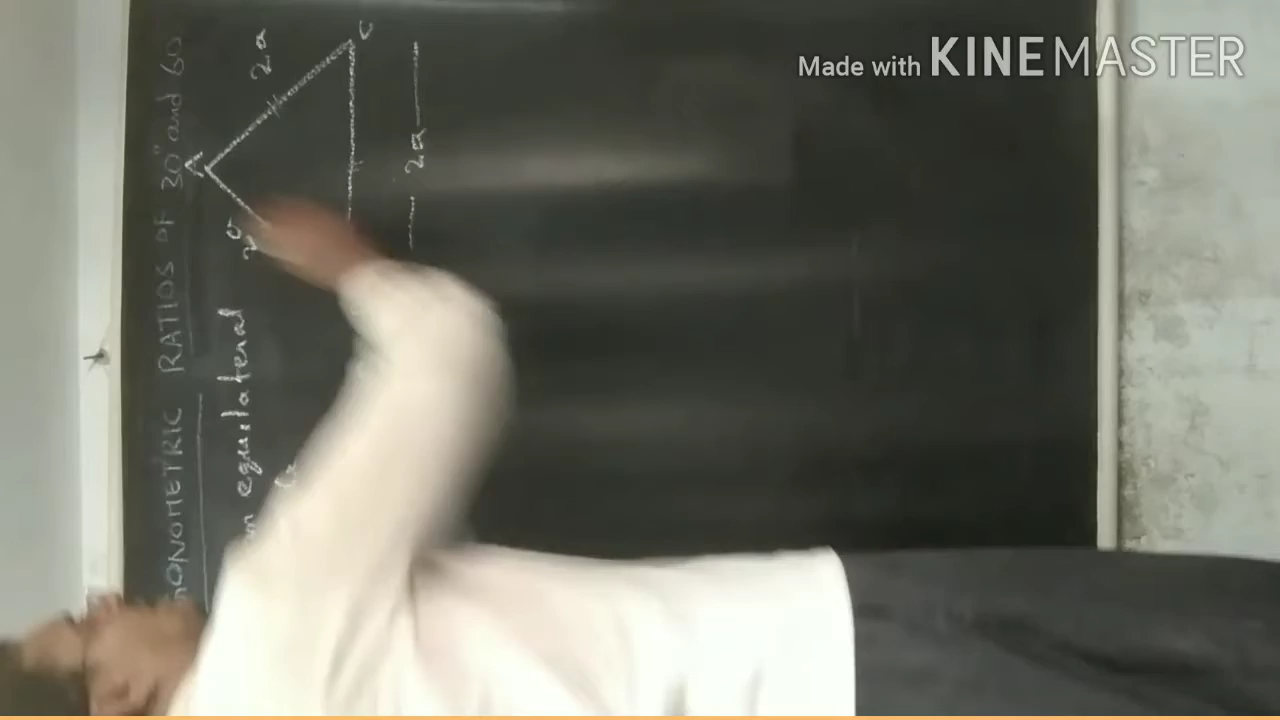 Made with KINEMASTER
ONOMETRIC RATIOS OF 30° and 60
equilateral
A
2a
2a
C
2a